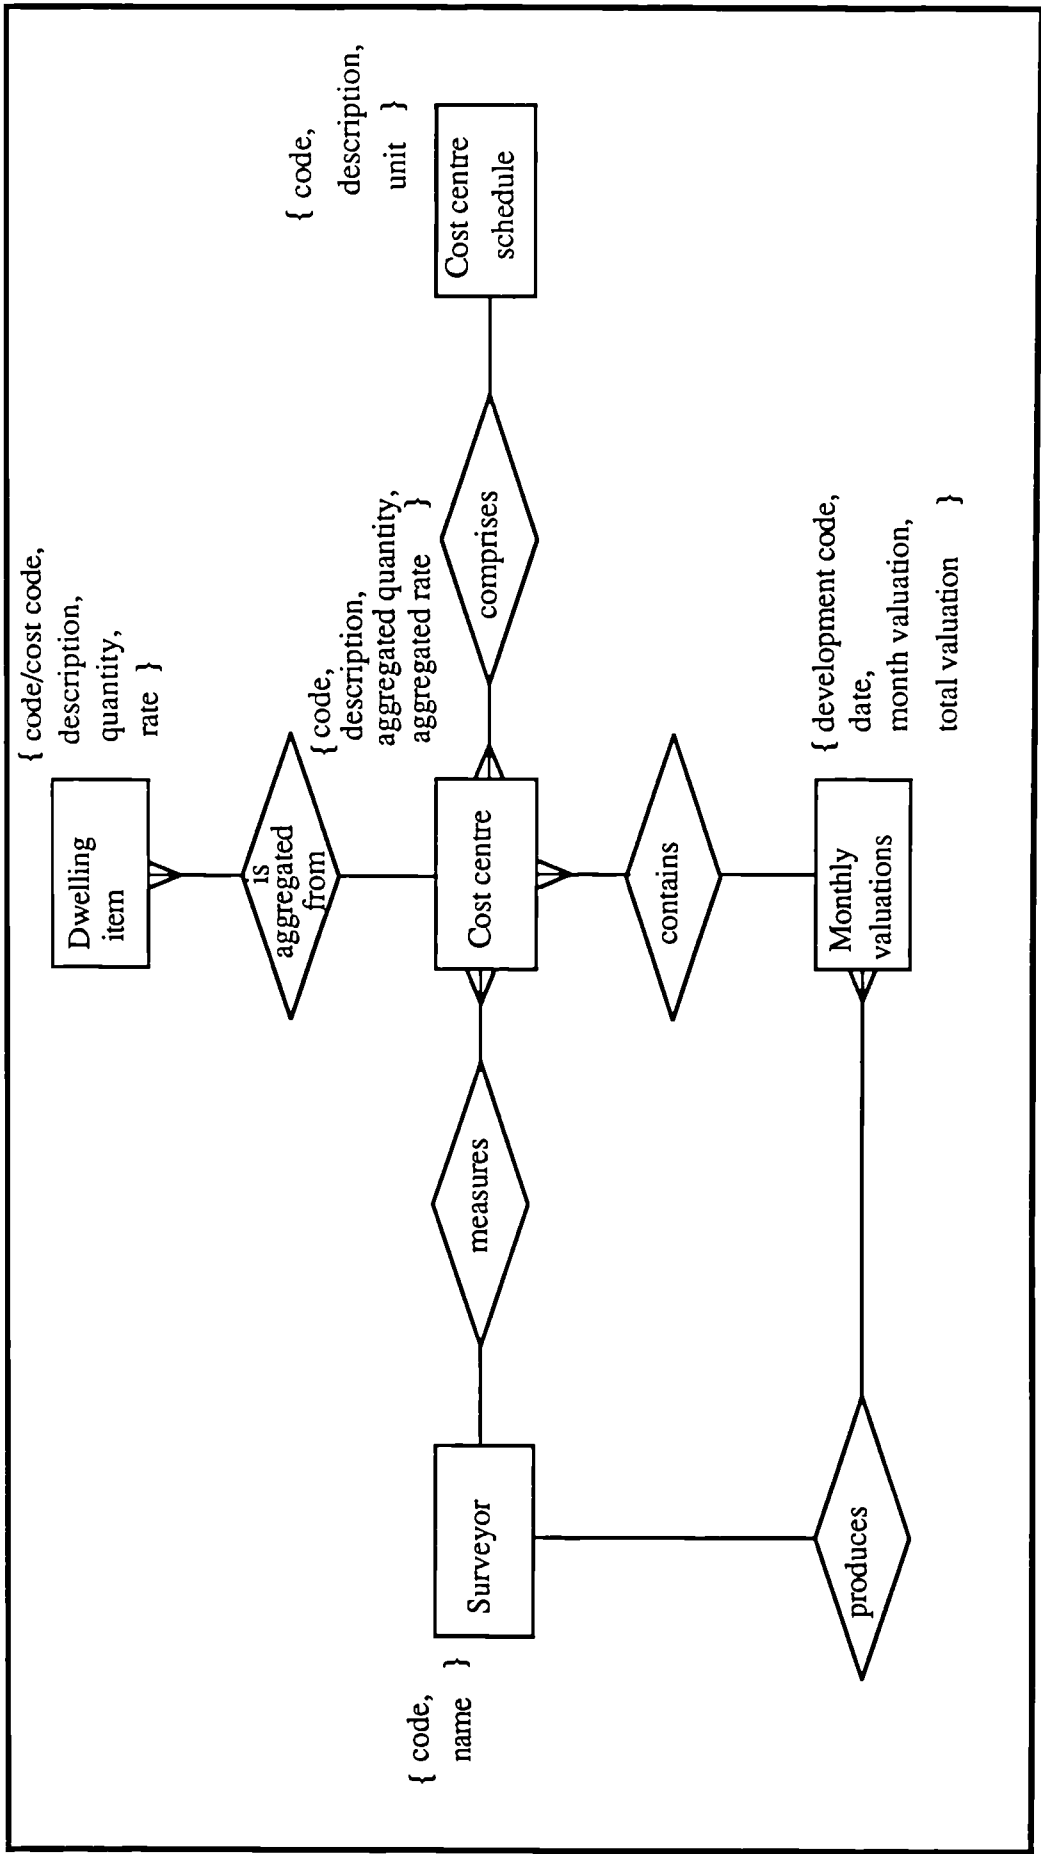 { code/cost code,
description,
quantity,
rate }
Dwelling
item
is
aggregated
from
{ code,
description,
unit }
{code,
description,
aggregated quantity,
aggregated rate }
{ code,
name }
Surveyor
measures
Cost centre
comprises
Cost centre
schedule
contains
produces
Monthly
valuations
{ development code,
date,
month valuation,
total valuation }